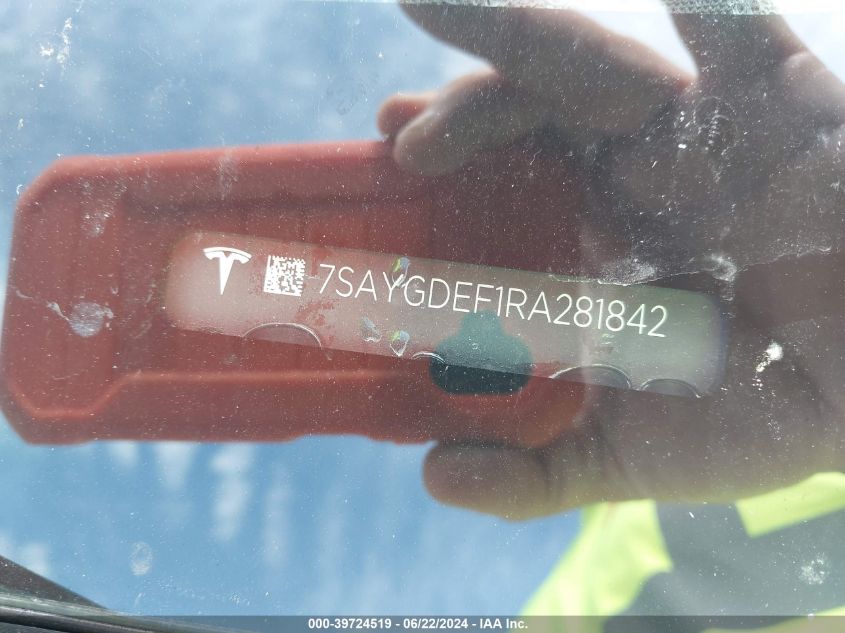 7SAYGDEF1RA281842
000-39724519 - 06/22/2024 - IAA Inc.